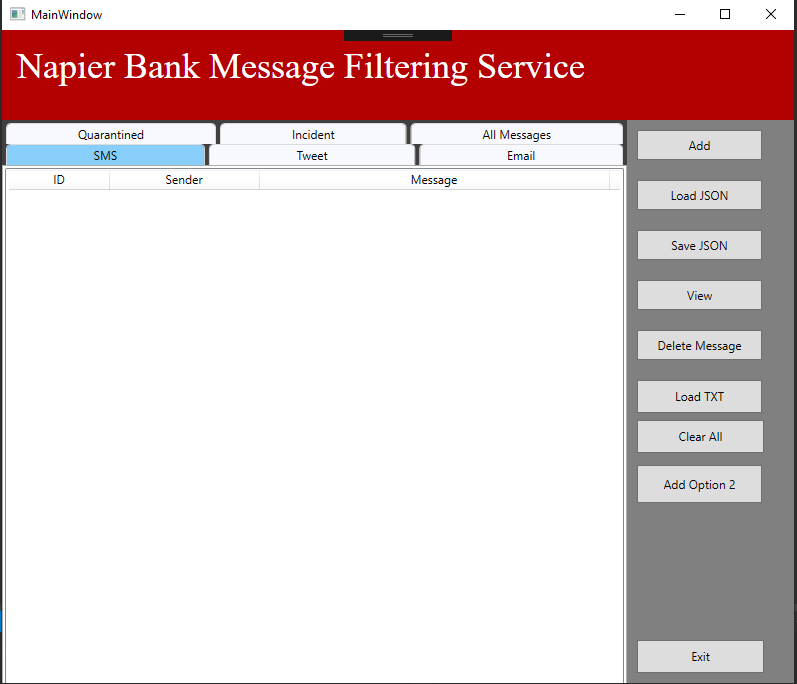 MainWindow
Napier Bank Message Filtering Service
Quarantined Incident All Messages
SMS Tweet Email
ID Sender Message
Add
Load JSON
Save JSON
View
Delete Message
Load TXT
Clear All
Add Option 2
Exit